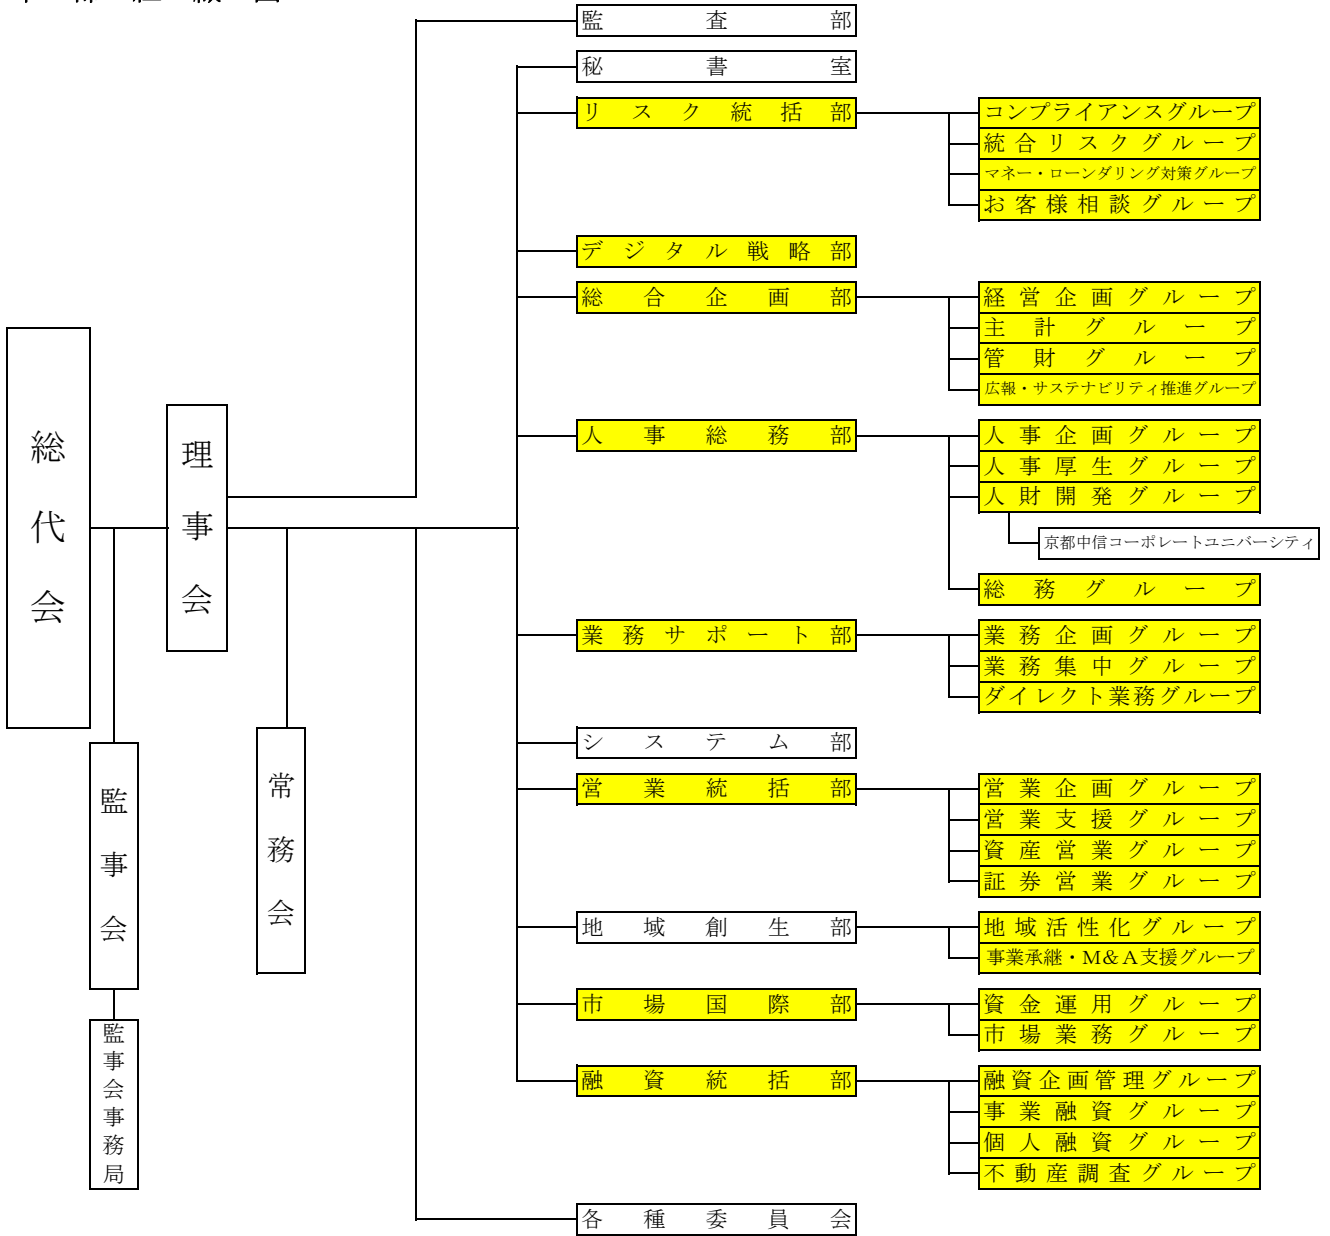 総代会
理事会
監事会
監事会事務局
常務会
監査部
秘書室
リスク統括部
コンプライアンスグループ
統合リスクグループ
マネー・ローンダリング対策グループ
お客様相談グループ
デジタル戦略部
総合企画部
経営企画グループ
主計グループ
管財グループ
広報・サステナビリティ推進グループ
人事総務部
人事企画グループ
人事厚生グループ
人財開発グループ
京都中信コーポレートユニバーシティ
総務グループ
業務サポート部
業務企画グループ
業務集中グループ
ダイレクト業務グループ
システム部
営業統括部
営業企画グループ
営業支援グループ
資産営業グループ
証券営業グループ
地域創生部
地域活性化グループ
事業承継・M&A支援グループ
市場国際部
資金運用グループ
市場業務グループ
融資統括部
融資企画管理グループ
事業融資グループ
個人融資グループ
不動産調査グループ
各種委員会